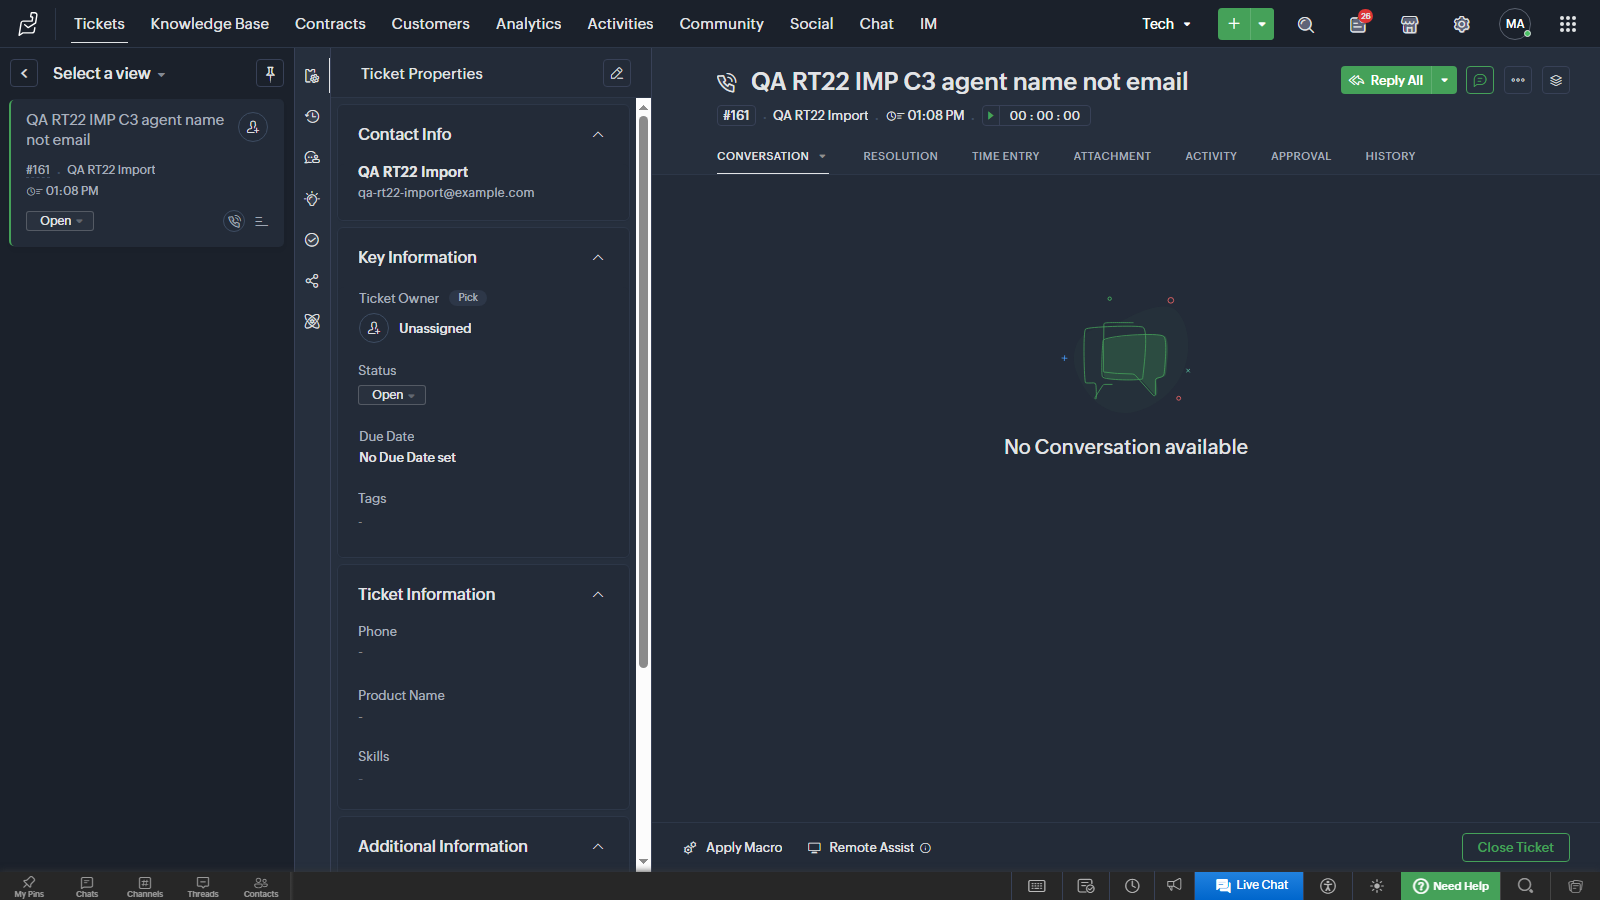 Tickets
Knowledge Base
Contracts
Customers
Analytics
Activities
Community
Social
Chat
IM
Tech
26
MA
Select a view
QA RT22 IMP C3 agent name
not email
#161 . QA RT22 Import
01:08 PM
Open
Ticket Properties
Contact Info
QA RT22 Import
qa-rt22-import@example.com
Key Information
Ticket Owner Pick
Unassigned
Status
Open
Due Date
No Due Date set
Tags
-
Ticket Information
Phone
-
Product Name
-
Skills
-
Additional Information
QA RT22 IMP C3 agent name not email
#161 . QA RT22 Import . 01:08 PM . 00 : 00 : 00
Reply All
CONVERSATION
RESOLUTION
TIME ENTRY
ATTACHMENT
ACTIVITY
APPROVAL
HISTORY
No Conversation available
Apply Macro
Remote Assist
Close Ticket
My Pins
Chats
Channels
Threads
Contacts
Live Chat
Need Help